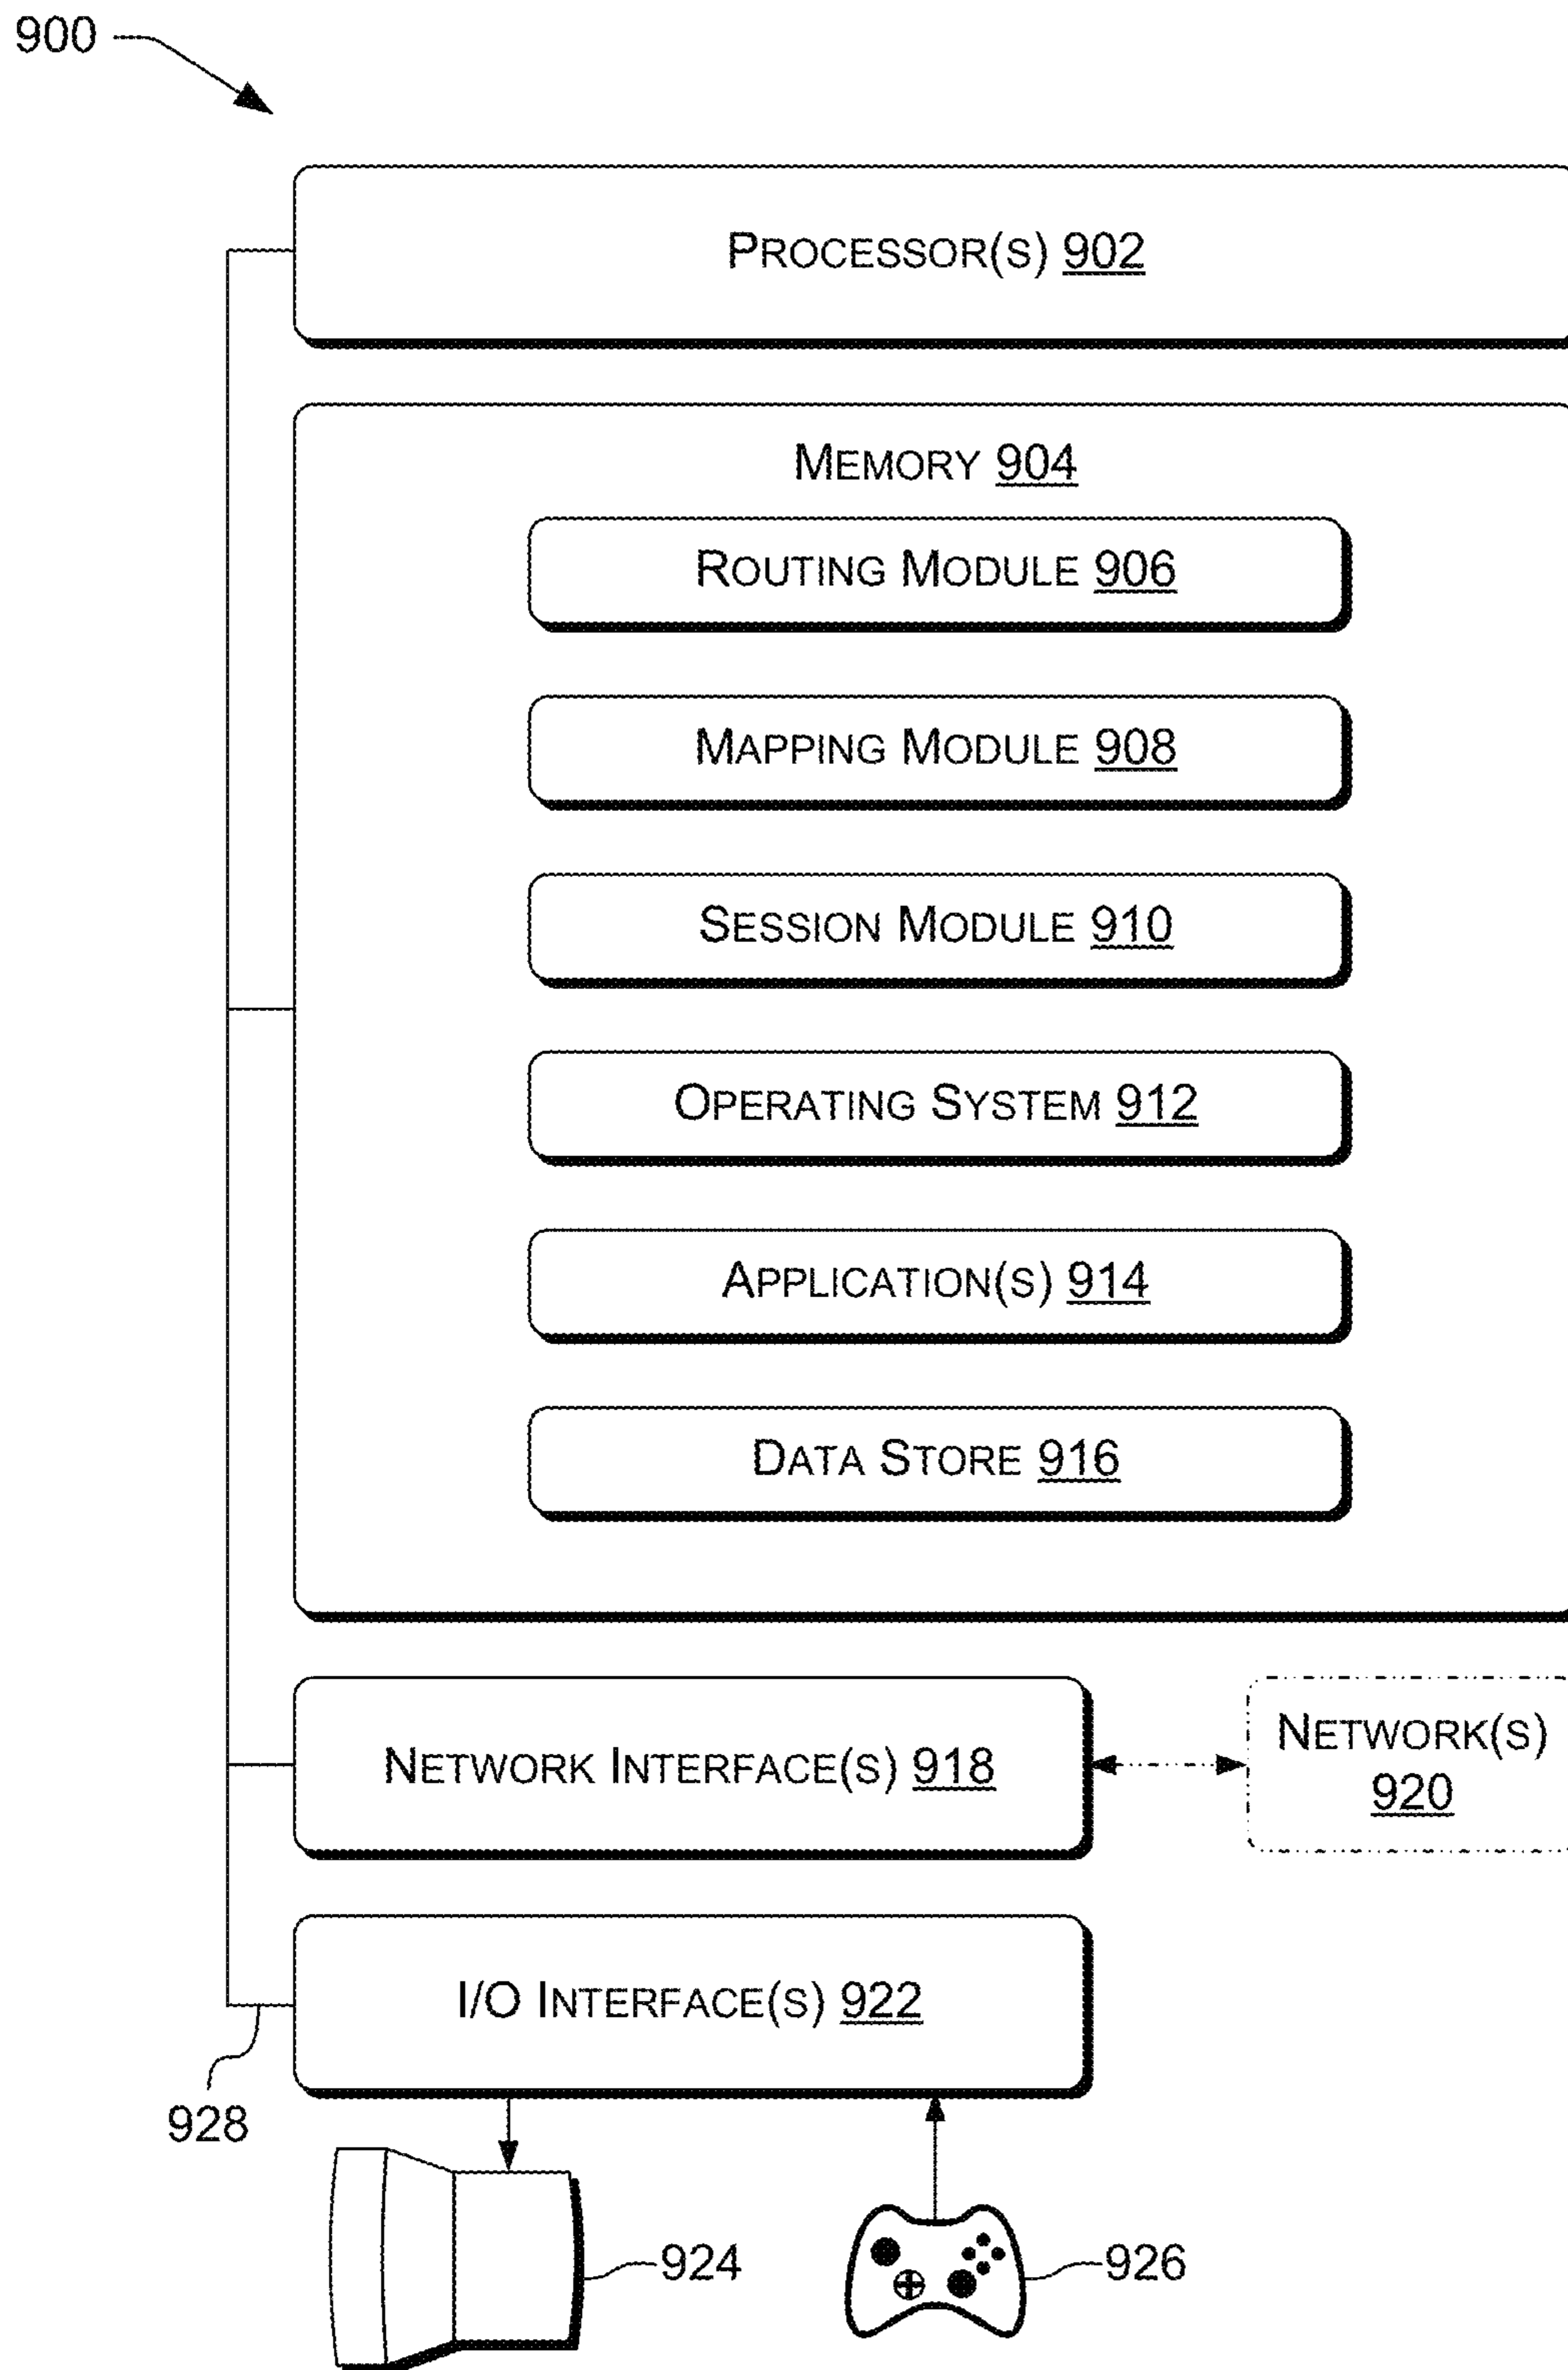 900
PROCESSOR(S) 902
MEMORY 904
ROUTING MODULE 906
MAPPING MODULE 908
SESSION MODULE 910
OPERATING SYSTEM 912
APPLICATION(S) 914
DATA STORE 916
NETWORK INTERFACE(S) 918
NETWORK(S)
920
I/O INTERFACE(S) 922
928
924
926